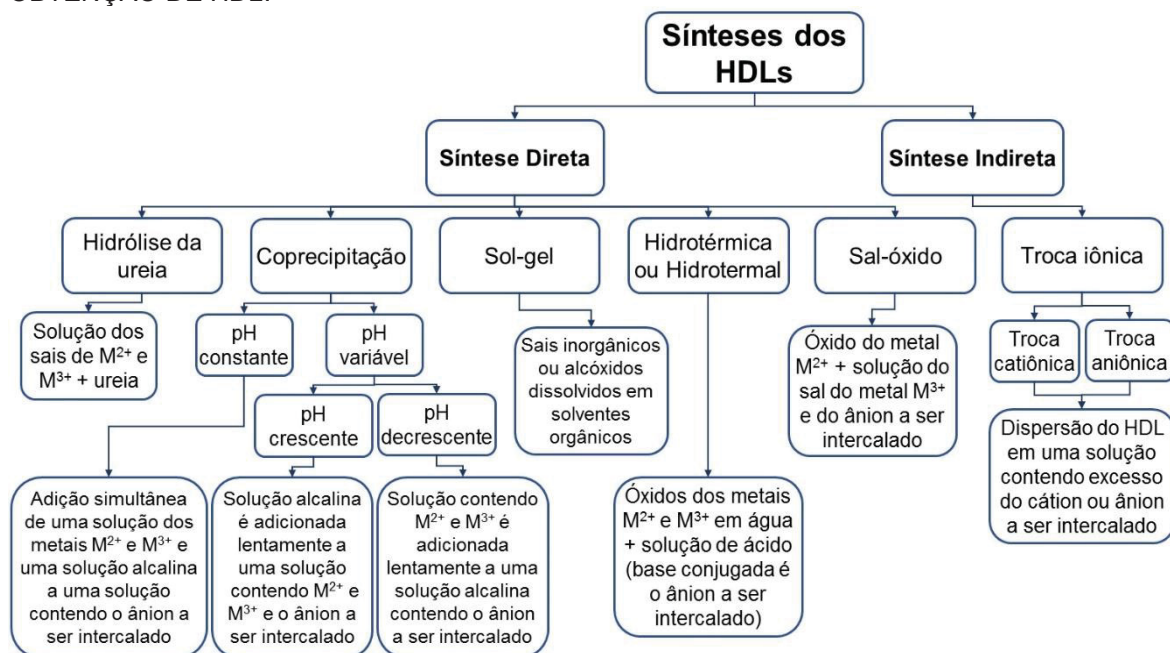 OBTENÇÃO DE HDL.
Sínteses dos
HDLs
Síntese Direta
Síntese Indireta
Hidrólise da
ureia
Coprecipitação
Sol-gel
Hidrotérmica
ou Hidrotermal
Sal-óxido
Troca iônica
Solução dos
sais de M²⁺ e
M³⁺ + ureia
pH
constante
pH
variável
Sais inorgânicos
ou alcóxidos
dissolvidos em
solventes
orgânicos
Óxido do metal
M²⁺ + solução do
sal do metal M³⁺
e do ânion a ser
intercalado
Troca
catiônica
Troca
aniônica
pH
crescente
pH
decrescente
Dispersão do HDL
em uma solução
contendo excesso
do cátion ou ânion
a ser intercalado
Adição simultânea
de uma solução dos
metais M²⁺ e M³⁺ e
uma solução alcalina
a uma solução
contendo o ânion a
ser intercalado
Solução alcalina
é adicionada
lentamente a
uma solução
contendo M²⁺ e
M³⁺ e o ânion a
ser intercalado
Solução contendo
M²⁺ e M³⁺ é
adicionada
lentamente a uma
solução alcalina
contendo o ânion
a ser intercalado
Óxidos dos metais
M²⁺ e M³⁺ em água
+ solução de ácido
(base conjugada é
o ânion a ser
intercalado)